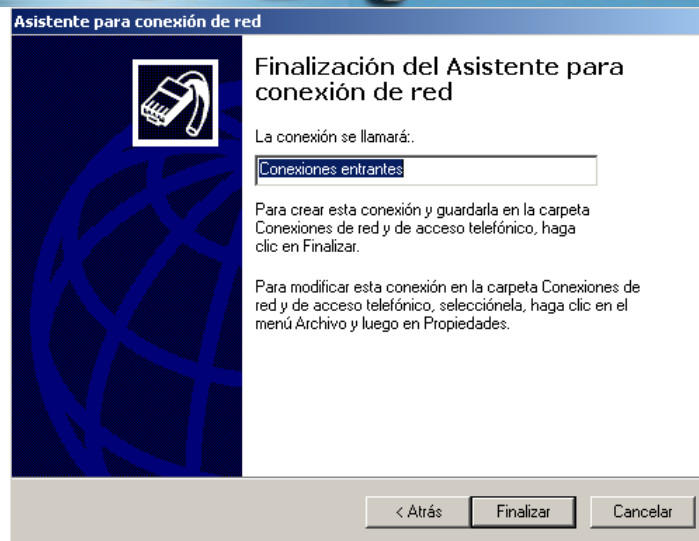 Asistente para conexión de red
Finalización del Asistente para
conexión de red
La conexión se llamará:.
Conexiones entrantes
Para crear esta conexión y guardarla en la carpeta
Conexiones de red y de acceso telefónico, haga
clic en Finalizar.
Para modificar esta conexión en la carpeta Conexiones de
red y de acceso telefónico, selecciónela, haga clic en el
menú Archivo y luego en Propiedades.
< Atrás
Finalizar
Cancelar